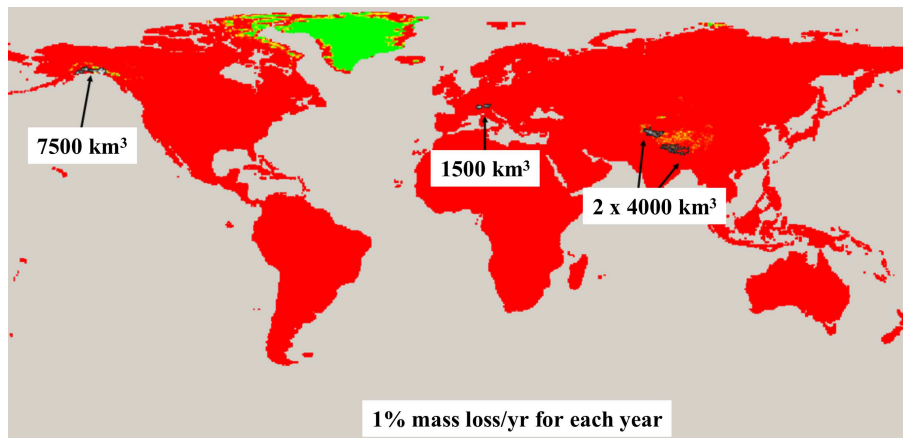 7500 km³
1500 km³
2 x 4000 km³
1% mass loss/yr for each year